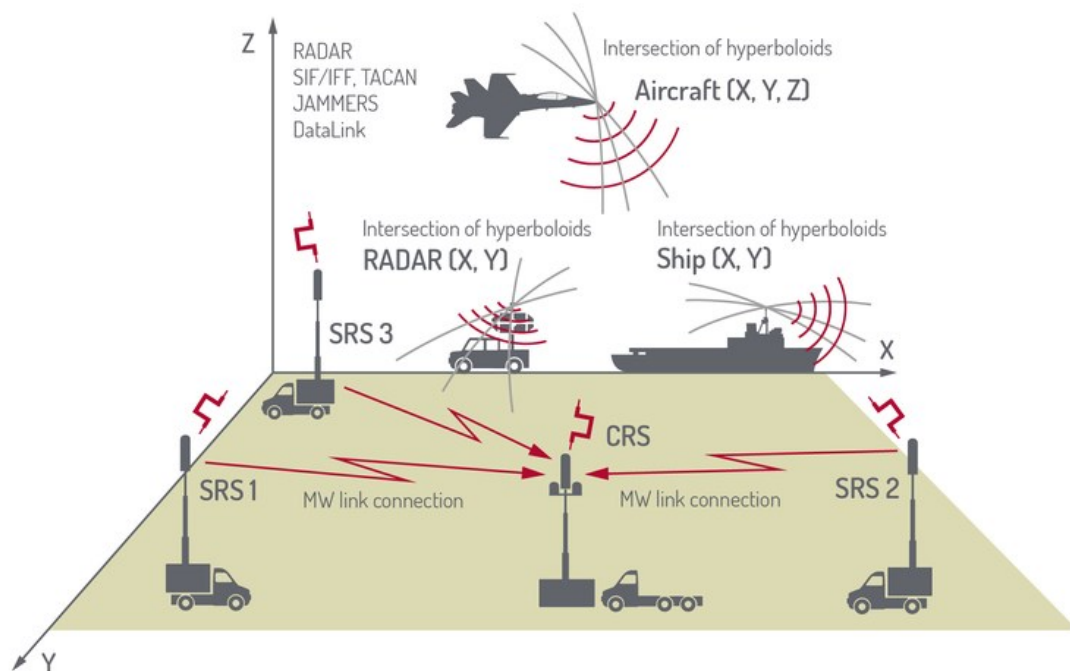 Z
RADAR
SIF/IFF, TACAN
JAMMERS
DataLink
Intersection of hyperboloids
Aircraft (X, Y, Z)
Intersection of hyperboloids
RADAR (X, Y)
Intersection of hyperboloids
Ship (X, Y)
SRS 3
X
CRS
SRS 1
MW link connection
MW link connection
SRS 2
Y